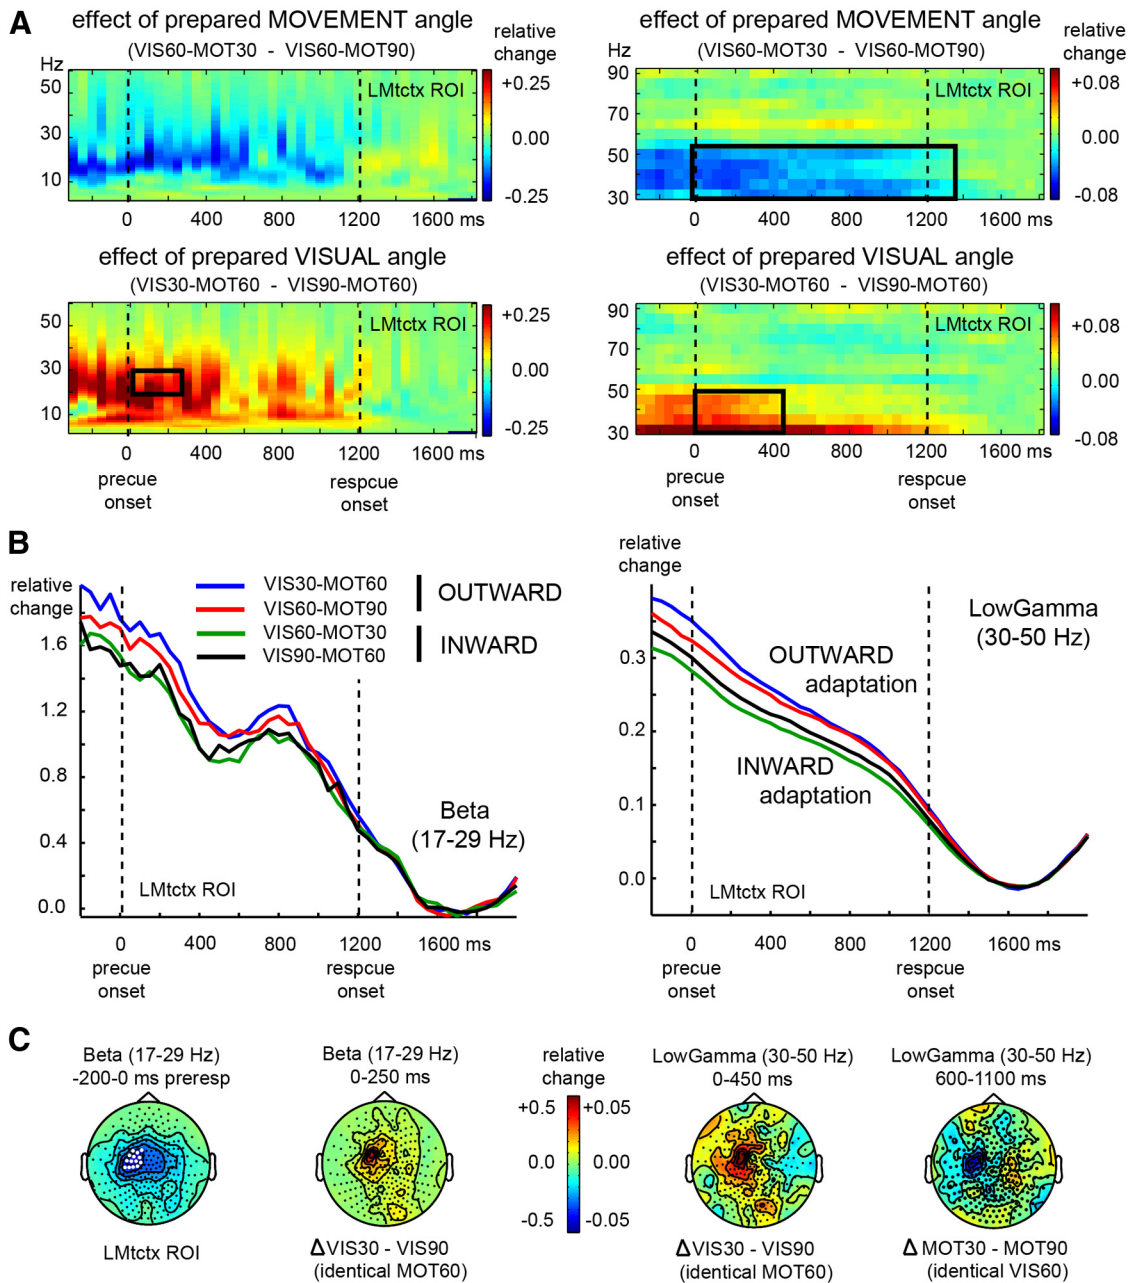 A
effect of prepared MOVEMENT angle
(VIS60-MOT30 - VIS60-MOT90)
relative
change
Hz
50
30
10
LMtctx ROI
+0.25
0.00
-0.25
0 400 800 1200 1600 ms
effect of prepared MOVEMENT angle
(VIS60-MOT30 - VIS60-MOT90)
relative
change
Hz
90
70
50
30
LMtctx ROI
+0.08
0.00
-0.08
0 400 800 1200 1600 ms
effect of prepared VISUAL angle
(VIS30-MOT60 - VIS90-MOT60)
50
30
10
LMtctx ROI
+0.25
0.00
-0.25
0 400 800 1200 1600 ms
precue
onset
respcue
onset
effect of prepared VISUAL angle
(VIS30-MOT60 - VIS90-MOT60)
90
70
50
30
LMtctx ROI
+0.08
0.00
-0.08
0 400 800 1200 1600 ms
precue
onset
respcue
onset
B
relative
change
1.6
1.2
0.8
0.4
0.0
VIS30-MOT60
VIS60-MOT90
OUTWARD
VIS60-MOT30
VIS90-MOT60
INWARD
Beta
(17-29 Hz)
LMtctx ROI
0 400 800 1200 1600 ms
precue
onset
respcue
onset
relative
change
0.3
0.2
0.1
0.0
LowGamma
(30-50 Hz)
OUTWARD
adaptation
INWARD
adaptation
LMtctx ROI
0 400 800 1200 1600 ms
precue
onset
respcue
onset
C
Beta (17-29 Hz)
-200-0 ms preresp
LMtctx ROI
Beta (17-29 Hz)
0-250 ms
Δ VIS30 - VIS90
(identical MOT60)
relative
change
+0.5 +0.05
0.0 0.00
-0.5 -0.05
LowGamma (30-50 Hz)
0-450 ms
Δ VIS30 - VIS90
(identical MOT60)
LowGamma (30-50 Hz)
600-1100 ms
Δ MOT30 - MOT90
(identical VIS60)